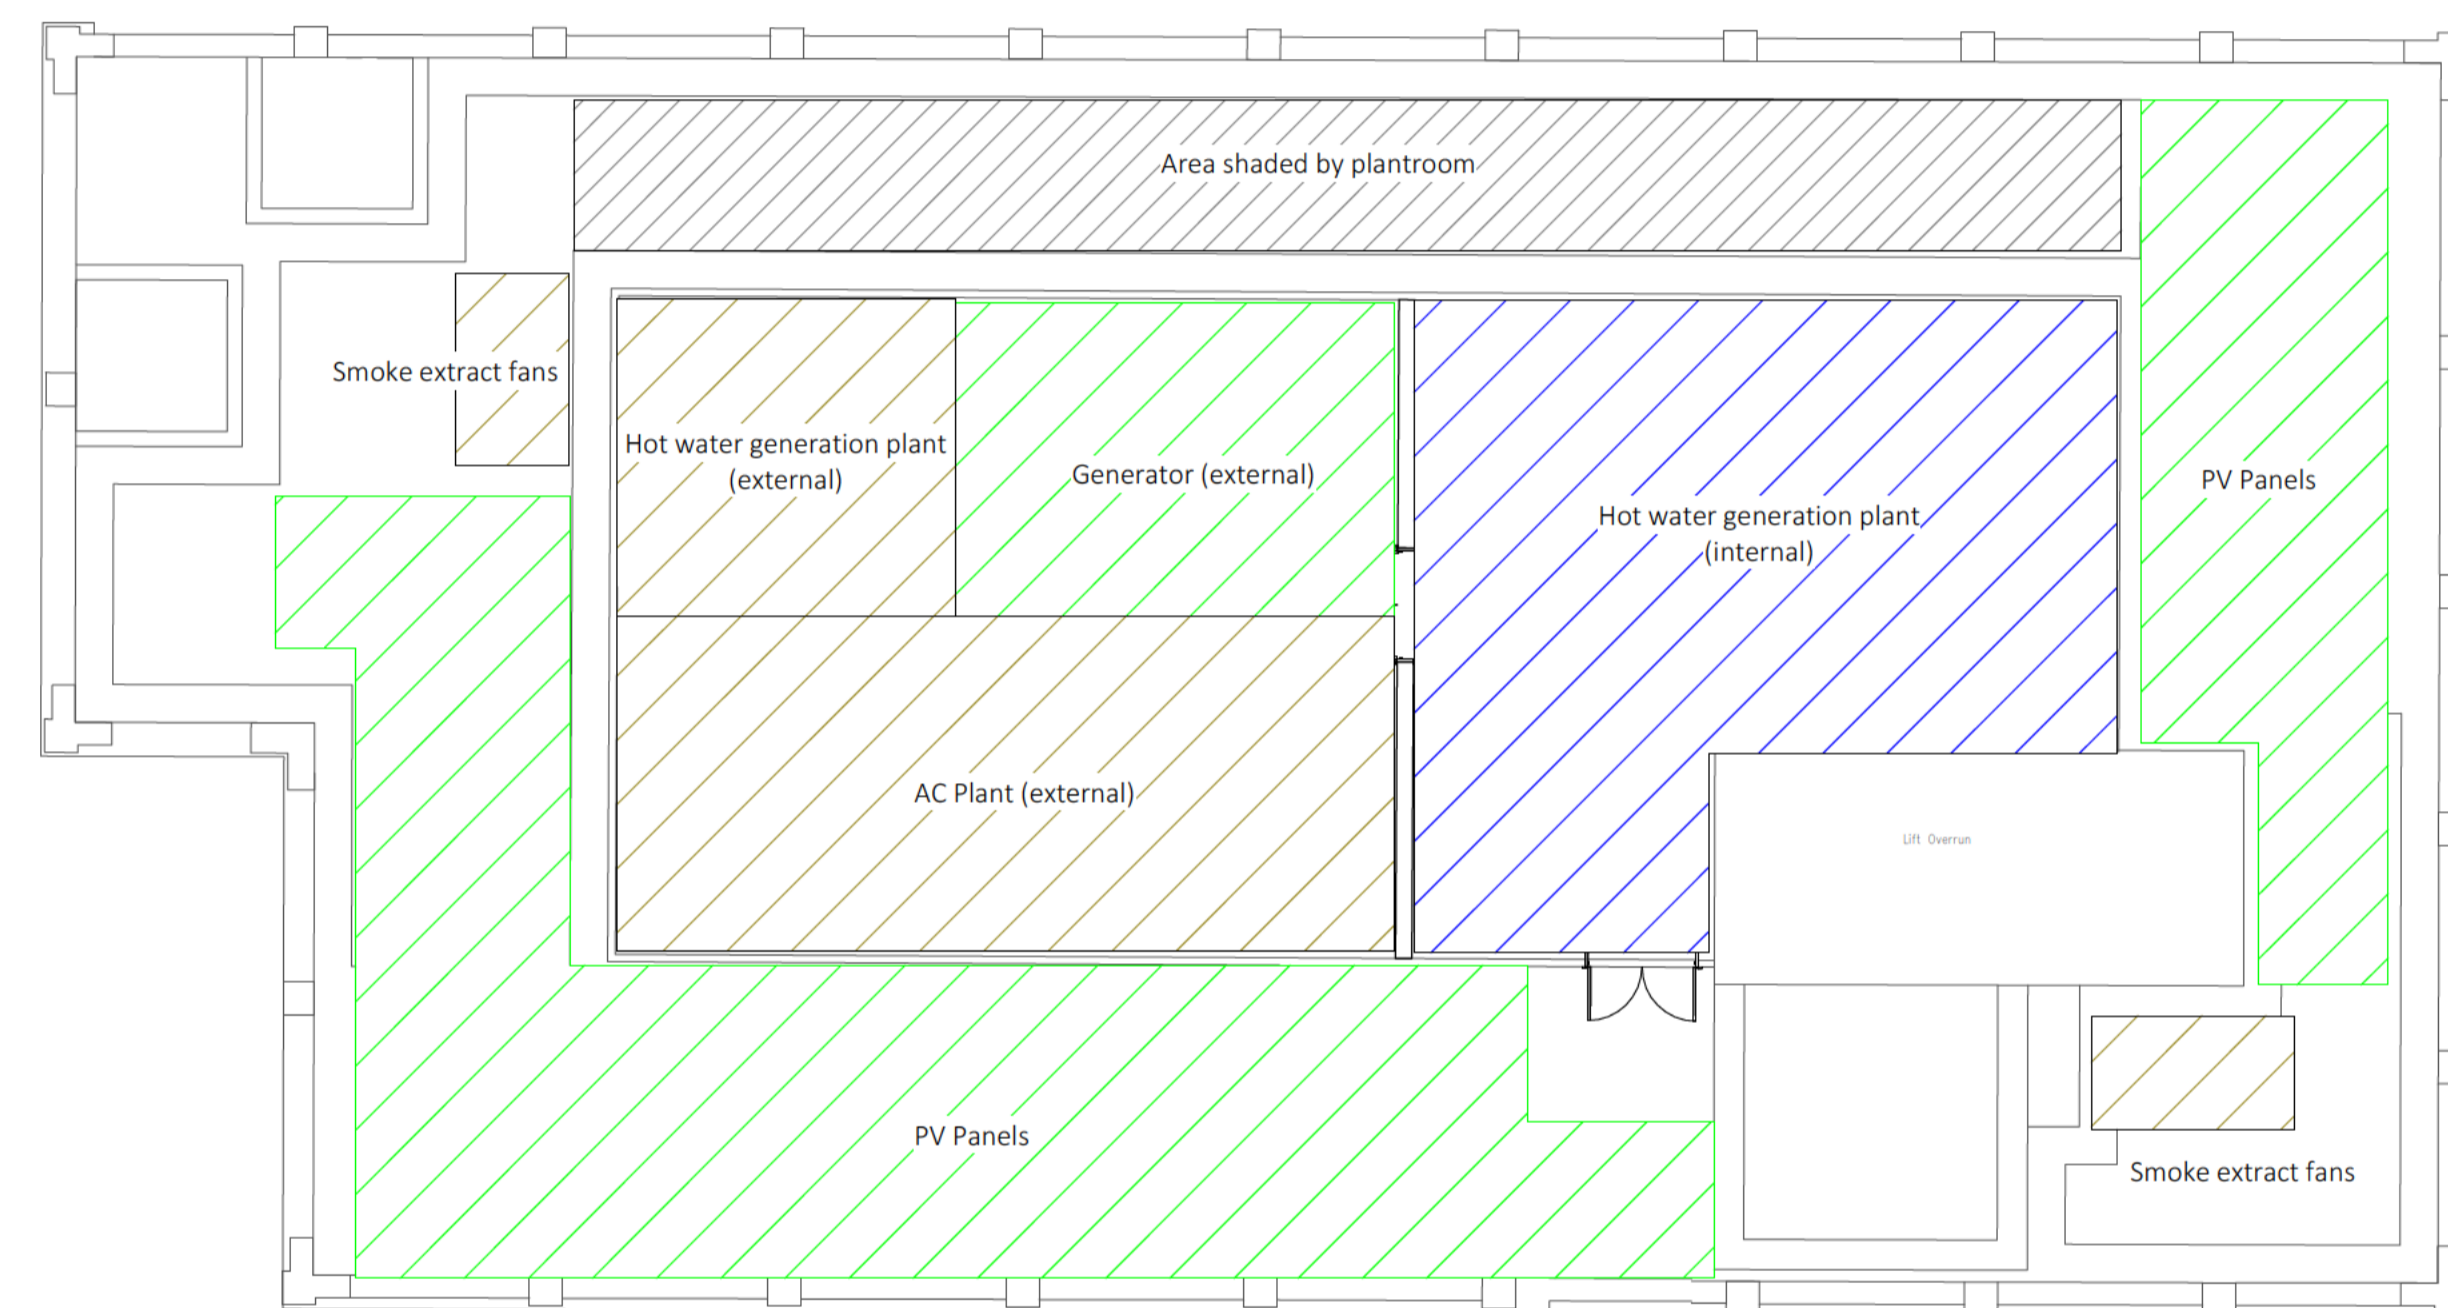 Area shaded by plantroom
Smoke extract fans
Hot water generation plant
(external)
Generator (external)
Hot water generation plant
(internal)
PV Panels
AC Plant (external)
Lift Overrun
PV Panels
Smoke extract fans